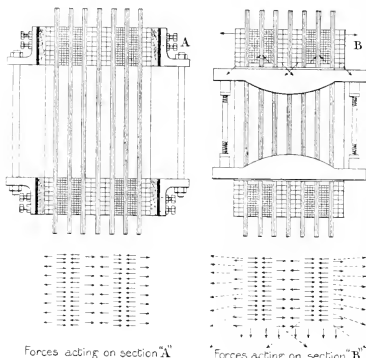 A
B
Forces acting on section "A"
Forces acting on section "B"